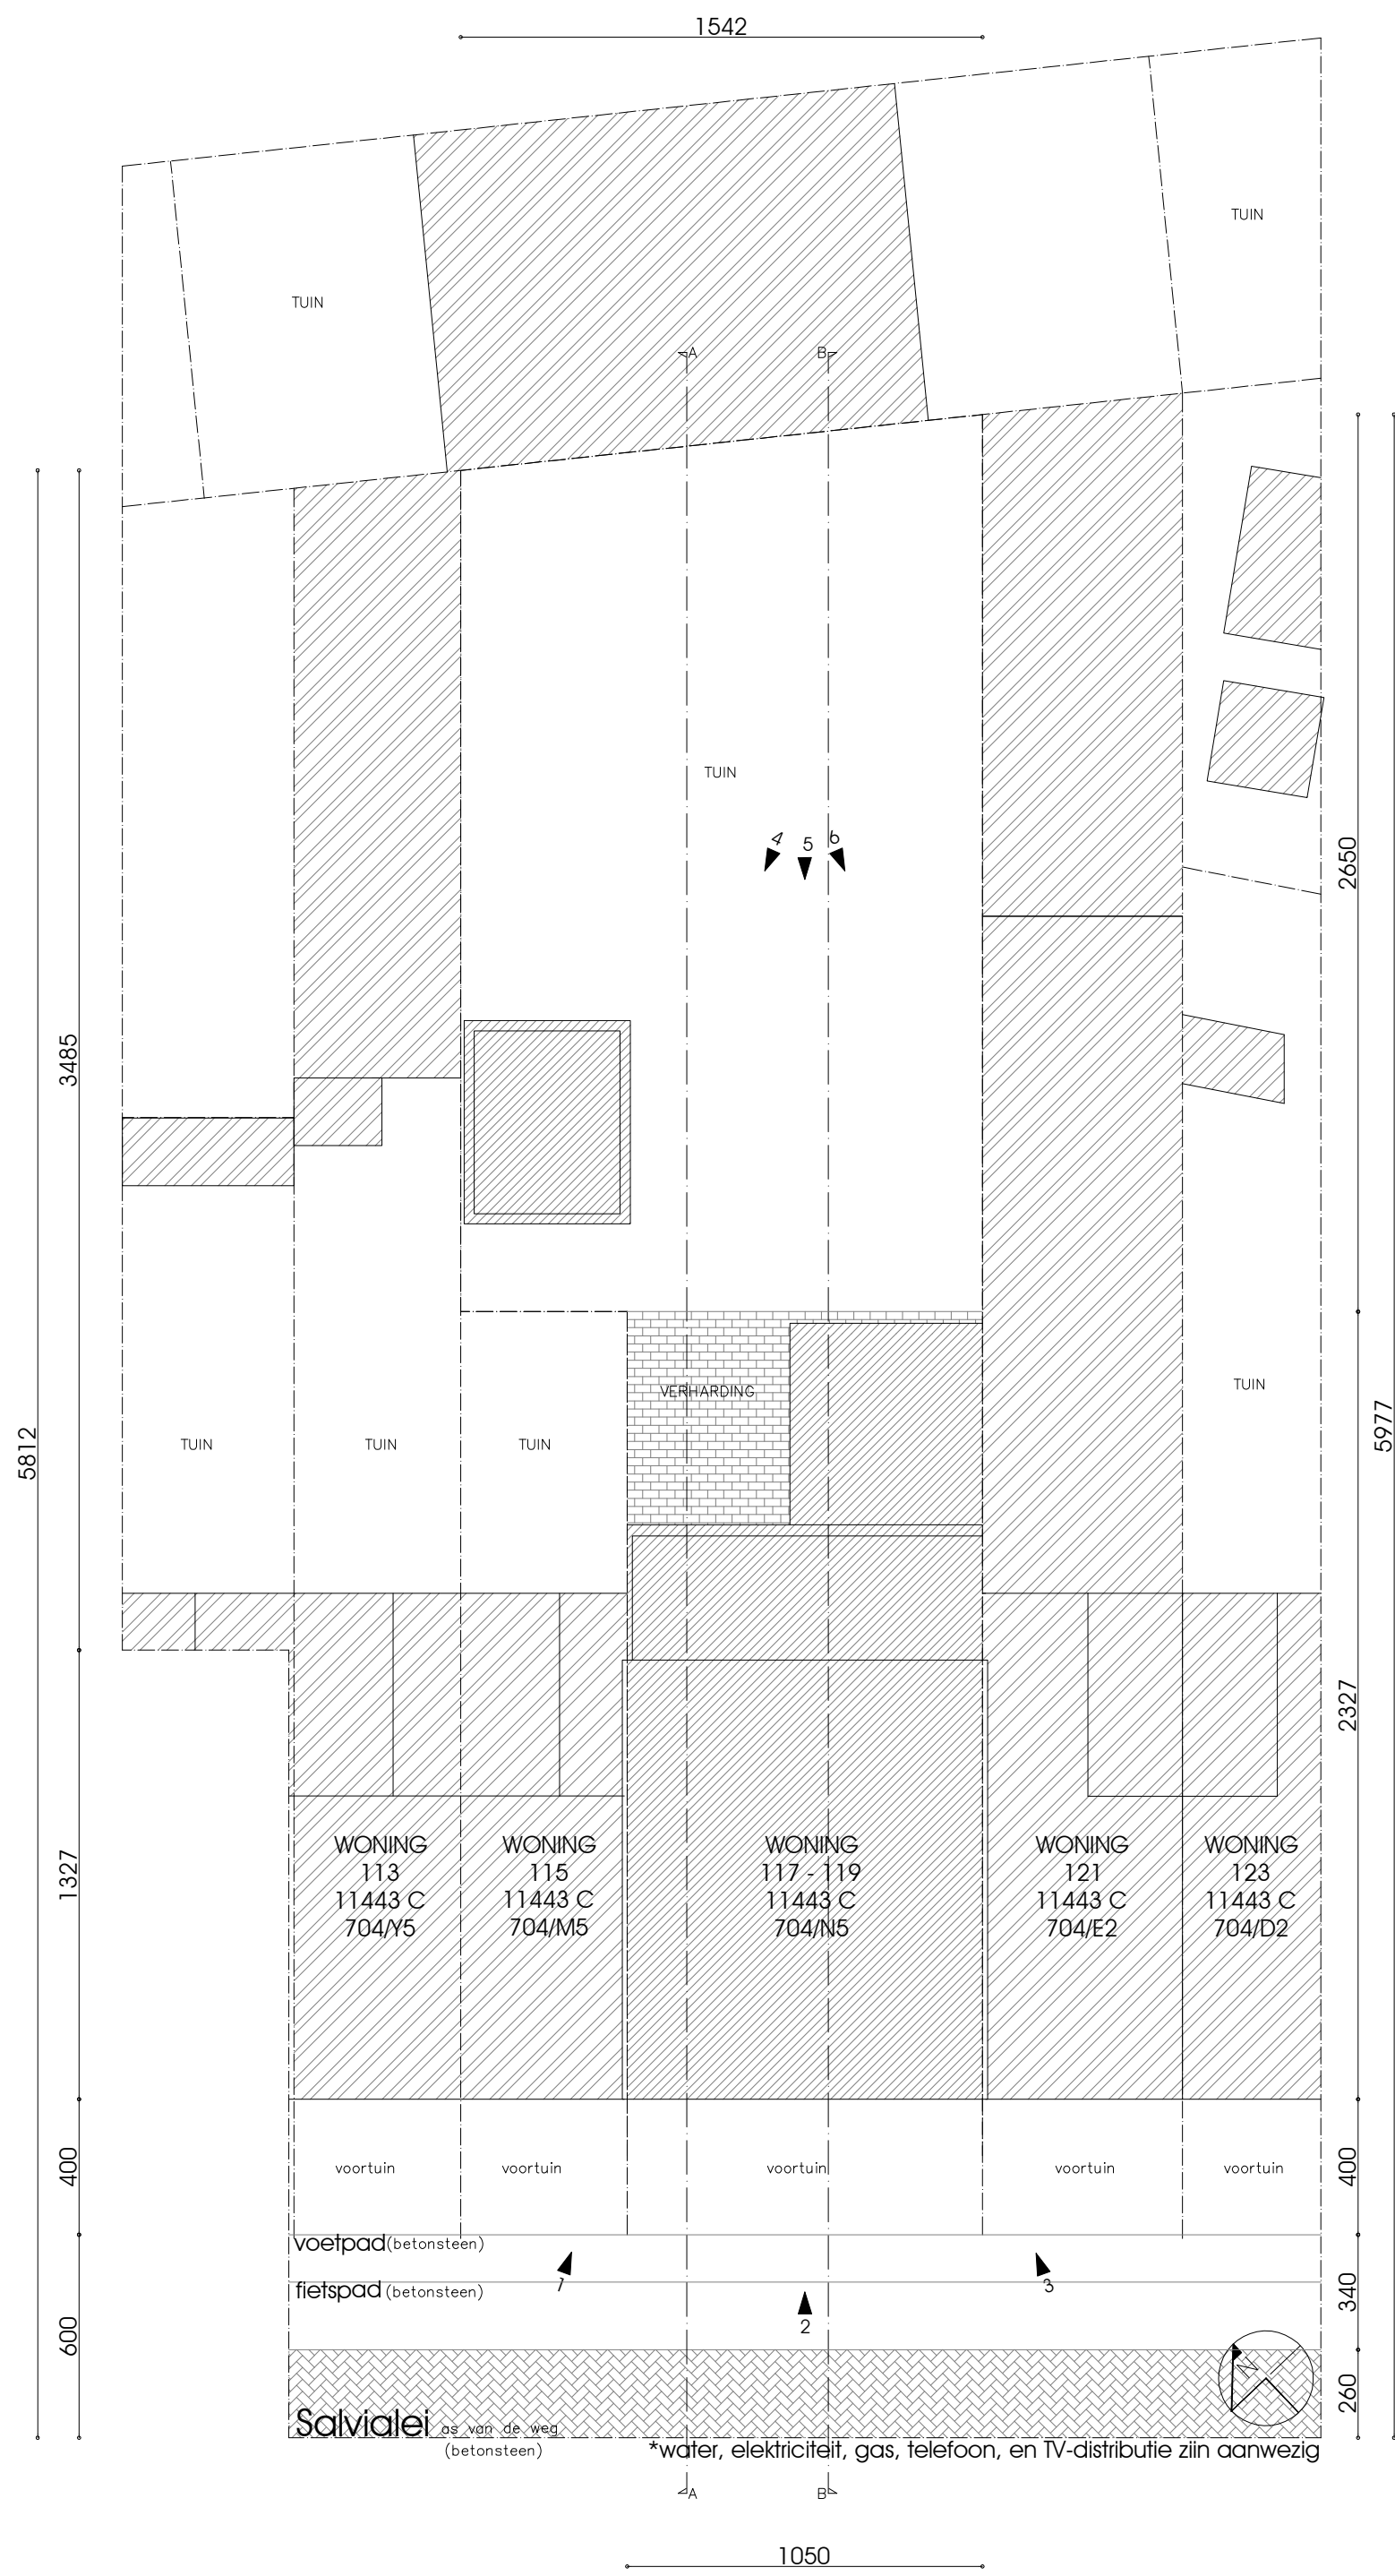 1542
TUIN
TUIN
A
B
TUIN
4
5
6
2650
3485
VERHARDING
TUIN
5977
5812
TUIN
TUIN
TUIN
2327
WONING
113
11443 C
704/Y5
WONING
115
11443 C
704/M5
WONING
117 - 119
11443 C
704/N5
WONING
121
11443 C
704/E2
WONING
123
11443 C
704/D2
1327
400
voortuin
voortuin
voortuin
voortuin
voortuin
400
voetpad(betonsteen)
1
3
fietspad (betonsteen)
340
2
600
N
260
Salvialei as van de weg
(betonsteen)
*water, elektriciteit, gas, telefoon, en TV-distributie ziin aanwezig
A
B
1050